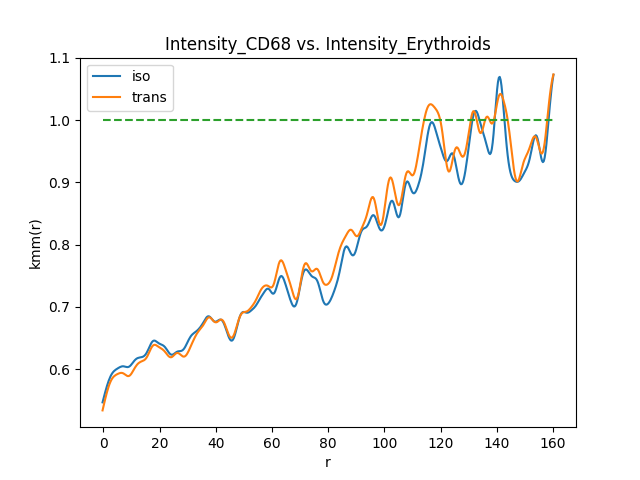 Intensity_CD68 vs. Intensity_Erythroids
iso
trans
kmm(r)
1.1
1.0
0.9
0.8
0.7
0.6
0 20 40 60 80 100 120 140 160
r